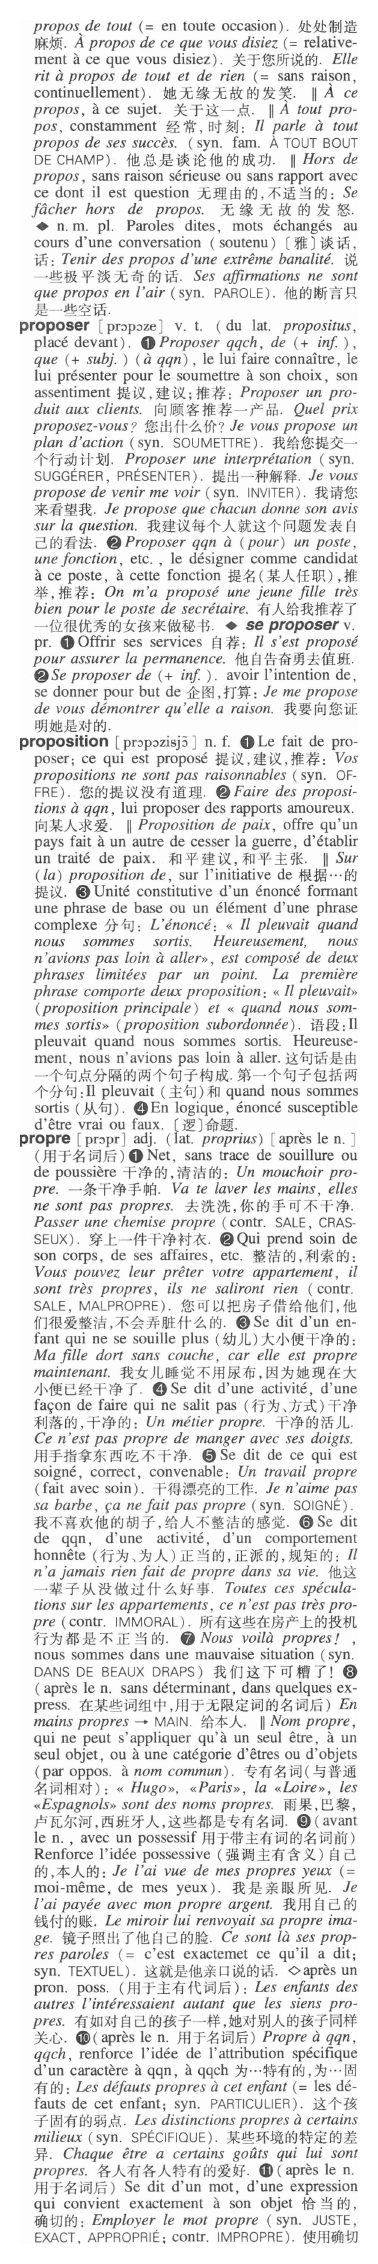 propos de tout (= en toute occasion). 处处制造
麻烦. À propos de ce que vous disiez (= relative-
ment à ce que vous disiez). 关于您所说的. Elle
rit à propos de tout et de rien (= sans raison,
continuellement). 她无缘无故的发笑. ‖ À ce
propos, à ce sujet. 关于这一点. ‖ À tout pro-
pos, constamment 经常,时刻: Il parle à tout
propos de ses succès. (syn. fam. À TOUT BOUT
DE CHAMP). 他总是谈论他的成功. ‖ Hors de
propos, sans raison sérieuse ou sans rapport avec
ce dont il est question 无理由的,不适当的: Se
fâcher hors de propos. 无缘无故的发怒.
◆ n. m. pl. Paroles dites, mots échangés au
cours d'une conversation (soutenu) [雅]谈话,
话: Tenir des propos d'une extrême banalité. 说
一些极平淡无奇的话. Ses affirmations ne sont
que propos en l'air (syn. PAROLE). 他的断言只
是一些空话.
proposer [prɔpɔze] v. t. (du lat. propositus,
placé devant). ❶ Proposer qqch, de (+ inf.),
que (+ subj.) (à qqn), le lui faire connaître, le
lui présenter pour le soumettre à son choix, son
assentiment 提议,建议;推荐: Proposer un pro-
duit aux clients. 向顾客推荐一产品. Quel prix
proposez-vous? 您出什么价? Je vous propose un
plan d'action (syn. SOUMETTRE). 我给您提交一
个行动计划. Proposer une interprétation (syn.
SUGGÉRER, PRÉSENTER). 提出一种解释. Je vous
propose de venir me voir (syn. INVITER). 我请您
来看望我. Je propose que chacun donne son avis
sur la question. 我建议每个人就这个问题发表自
己的看法. ❷ Proposer qqn à (pour) un poste,
une fonction, etc., le désigner comme candidat
à ce poste, à cette fonction 提名(某人任职),推
举,推荐: On m'a proposé une jeune fille très
bien pour le poste de secrétaire. 有人给我推荐了
一位很优秀的女孩来做秘书. ◆ se proposer v.
pr. ❶ Offrir ses services 自荐: Il s'est proposé
pour assurer la permanence. 他自告奋勇去值班.
❷ Se proposer de (+ inf.). avoir l'intention de,
se donner pour but de 企图,打算: Je me propose
de vous démontrer qu'elle a raison. 我要向您证
明她是对的.
proposition [prɔpɔzisjɔ̃] n. f. ❶ Le fait de pro-
poser; ce qui est proposé 提议,建议,推荐: Vos
propositions ne sont pas raisonnables (syn. OF-
FRE). 您的提议没有道理. ❷ Faire des proposi-
tions à qqn, lui proposer des rapports amoureux.
向某人求爱. ‖ Proposition de paix, offre qu'un
pays fait à un autre de cesser la guerre, d'établir
un traité de paix. 和平建议,和平主张. ‖ Sur
(la) proposition de, sur l'initiative de 根据…的
提议. ❸ Unité constitutive d'un énoncé formant
une phrase de base ou un élément d'une phrase
complexe 分句: L'énoncé: « Il pleuvait quand
nous sommes sortis. Heureusement, nous
n'avions pas loin à aller», est composé de deux
phrases limitées par un point. La première
phrase comporte deux proposition: « Il pleuvait»
(proposition principale) et « quand nous som-
mes sortis» (proposition subordonnée). 语段:Il
pleuvait quand nous sommes sortis. Heureuse-
ment, nous n'avions pas loin à aller. 这句话是由
一个句点分隔的两个句子构成. 第一个句子包括两
个分句:Il pleuvait (主句)和 quand nous sommes
sortis (从句). ❹ En logique, énoncé susceptible
d'être vrai ou faux. [逻]命题.
propre [prɔpr] adj. (lat. proprius) [après le n.]
(用于名词后) ❶ Net, sans trace de souillure ou
de poussière 干净的,清洁的: Un mouchoir pro-
pre. 一条干净手帕. Va te laver les mains, elles
ne sont pas propres. 去洗洗,你的手可不干净.
Passer une chemise propre (contr. SALE, CRAS-
SEUX). 穿上一件干净衬衣. ❷ Qui prend soin de
son corps, de ses affaires, etc. 整洁的,利索的:
Vous pouvez leur prêter votre appartement, il
sont très propres, ils ne saliront rien (contr.
SALE, MALPROPRE). 您可以把房子借给他们,他
们很爱整洁,不会弄脏什么的. ❸ Se dit d'un en-
fant qui ne se souille plus (幼儿)大小便干净的:
Ma fille dort sans couche, car elle est propre
maintenant. 我女儿睡觉不用尿布,因为她现在大
小便已经干净了. ❹ Se dit d'une activité, d'une
façon de faire qui ne salit pas (行为、方式)干净
利落的,干净的: Un métier propre. 干净的活儿.
Ce n'est pas propre de manger avec ses doigts.
用手指拿东西吃不干净. ❺ Se dit de ce qui est
soigné, correct, convenable: Un travail propre
(fait avec soin). 干得漂亮的工作. Je n'aime pas
sa barbe, ça ne fait pas propre (syn. SOIGNÉ).
我不喜欢他的胡子,给人不整洁的感觉. ❻ Se dit
de qqn, d'une activité, d'un comportement
honnête (行为、为人)正当的,正派的,规矩的: Il
n'a jamais rien fait de propre dans sa vie. 他这
一辈子从没做过什么好事. Toutes ces spécula-
tions sur les appartements, ce n'est pas très pro-
pre (contr. IMMORAL). 所有这些在房产上的投机
行为都是不正当的. ❼ Nous voilà propres!,
nous sommes dans une mauvaise situation (syn.
DANS DE BEAUX DRAPS) 我们这下可糟了! ❽
(après le n. sans déterminant, dans quelques ex-
press. 在某些词组中,用于无限定词的名词后) En
mains propres → MAIN. 给本人. ‖ Nom propre,
qui ne peut s'appliquer qu'à un seul être, à un
seul objet, ou à une catégorie d'êtres ou d'objets
(par oppos. à nom commun). 专有名词(与普通
名词相对): « Hugo», «Paris», la «Loire», les
«Espagnols» sont des noms propres. 雨果,巴黎,
卢瓦尔河,西班牙人,这些都是专有名词. ❾ (avant
le n., avec un possessif 用于带主有词的名词前)
Renforce l'idée possessive (强调主有含义)自己
的,本人的: Je l'ai vue de mes propres yeux (=
moi-même, de mes yeux). 我是亲眼所见. Je
l'ai payée avec mon propre argent. 我用自己的
钱付的账. Le miroir lui renvoyait sa propre ima-
ge. 镜子照出了他自己的脸. Ce sont là ses prop-
res paroles (= c'est exactemet ce qu'il a dit;
syn. TEXTUEL). 这就是他亲口说的话. ◇après un
pron. poss. (用于主有代词后): Les enfants des
autres l'intéressaient autant que les siens pro-
pres. 有如对自己的孩子一样,她对别人的孩子同样
关心. ❿ (après le n. 用于名词后) Propre à qqn,
qqch, renforce l'idée de l'attribution spécifique
d'un caractère à qqn, à qqch 为…特有的,为…固
有的: Les défauts propres à cet enfant (= les dé-
fauts de cet enfant; syn. PARTICULIER). 这个孩
子固有的弱点. Les distinctions propres à certains
milieux (syn. SPÉCIFIQUE). 某些环境的特定的差
异. Chaque être a certains goûts qui lui sont
propres. 各人有各人特有的爱好. ⓫ (après le n.
用于名词后) Se dit d'un mot, d'une expression
qui convient exactement à son objet 恰当的,
确切的: Employer le mot propre (syn. JUSTE,
EXACT, APPROPRIÉ; contr. IMPROPRE). 使用确切